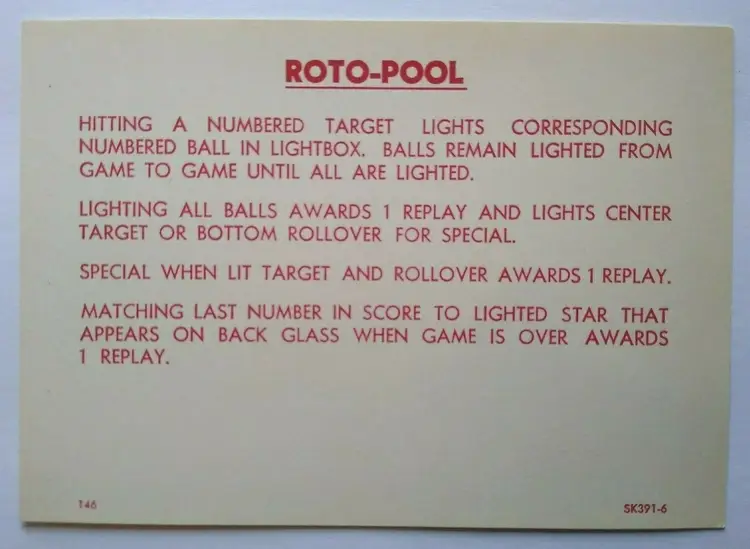 ROTO-POOL
HITTING A NUMBERED TARGET LIGHTS CORRESPONDING
NUMBERED BALL IN LIGHTBOX. BALLS REMAIN LIGHTED FROM
GAME TO GAME UNTIL ALL ARE LIGHTED.
LIGHTING ALL BALLS AWARDS 1 REPLAY AND LIGHTS CENTER
TARGET OR BOTTOM ROLLOVER FOR SPECIAL.
SPECIAL WHEN LIT TARGET AND ROLLOVER AWARDS 1 REPLAY.
MATCHING LAST NUMBER IN SCORE TO LIGHTED STAR THAT
APPEARS ON BACK GLASS WHEN GAME IS OVER AWARDS
1 REPLAY.
T46
SK391-6